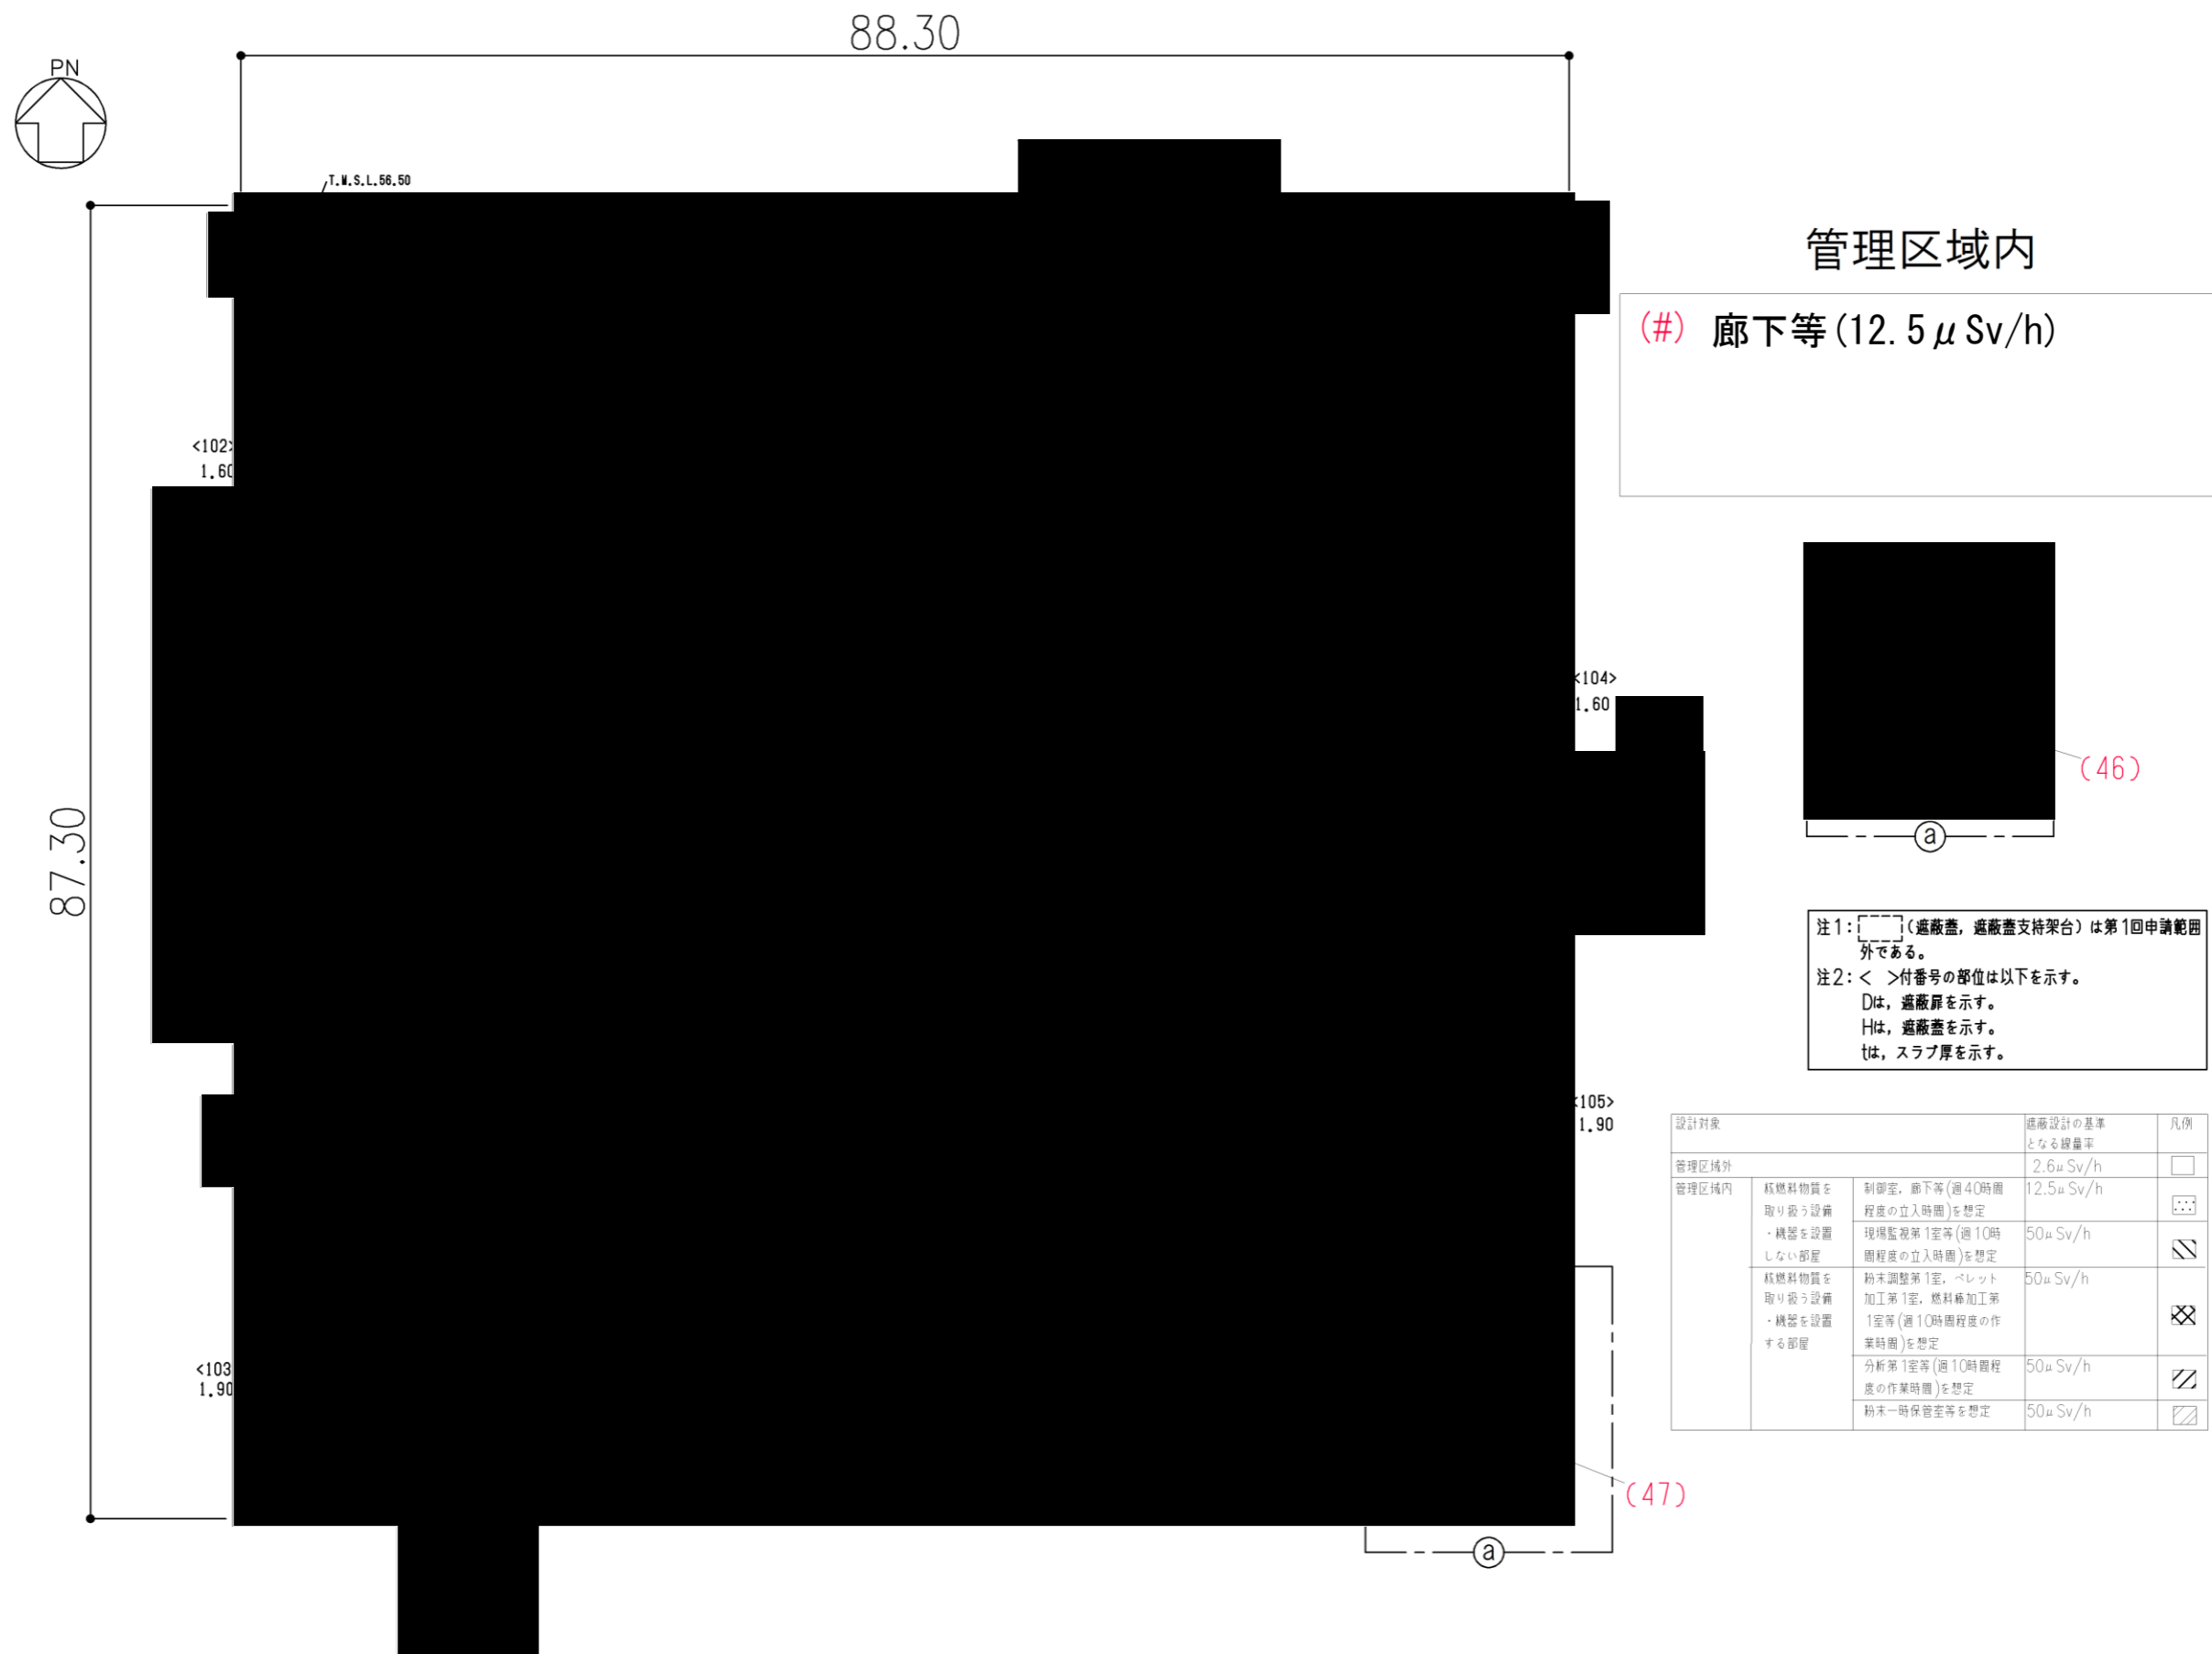 88.30
PN
T.M.S.L.56.50
管理区域内
(#) 廊下等(12.5μSv/h)
<102>
1.60
<104>
1.60
(46)
87.30
a
注1: (遮蔽蓋，遮蔽蓋支持架台)は第1回申請範囲
外である。
注2:< >付番号の部位は以下を示す。
Dは，遮蔽扉を示す。
Hは，遮蔽蓋を示す。
tは，スラブ厚を示す。
<105>
1.90
設計対象 遮蔽設計の基準 凡例
となる線量率
管理区域外 2.6μSv/h
管理区域内 核燃料物質を 制御室，廊下等(週40時間 12.5μSv/h
取り扱う設備 程度の立入時間)を想定
・機器を設置 現場監視第1室等(週10時 50μSv/h
しない部屋 間程度の立入時間)を想定
核燃料物質を 粉末調整第1室，ペレット 50μSv/h
取り扱う設備 加工第1室，燃料棒加工第
・機器を設置 1室等(週10時間程度の作
する部屋 業時間)を想定
分析第1室等(週10時間程 50μSv/h
度の作業時間)を想定
粉末一時保管室等を想定 50μSv/h
<103
1.90
(47)
a